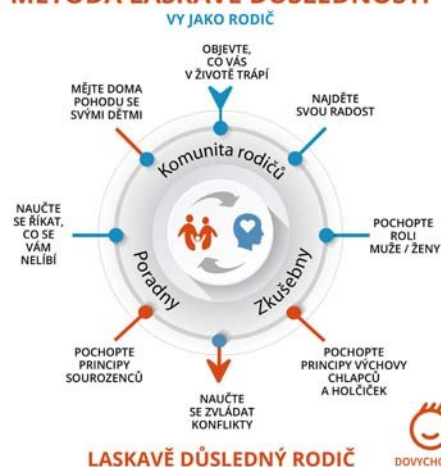 METODA LASKAVÉ DŮSLEDNOSTI
VY JAKO RODIČ
OBJEVTE,
CO VÁS
V ŽIVOTĚ TRÁPÍ
NAJDĚTE
SVOU RADOST
POCHOPTE
ROLI
MUŽE / ŽENY
POCHOPTE
PRINCIPY VÝCHOVY
CHLAPCŮ
A HOLČIČEK
NAUČTE
SE ZVLÁDAT
KONFLIKTY
POCHOPTE
PRINCIPY
SOUROZENCŮ
NAUČTE
SE ŘÍKAT,
CO SE
VÁM
NELÍBÍ
MĚJTE DOMA
POHODU SE
SVÝMI DĚTMI
Komunita rodičů
Zkušebny
Poradny
LASKAVĚ DŮSLEDNÝ RODIČ